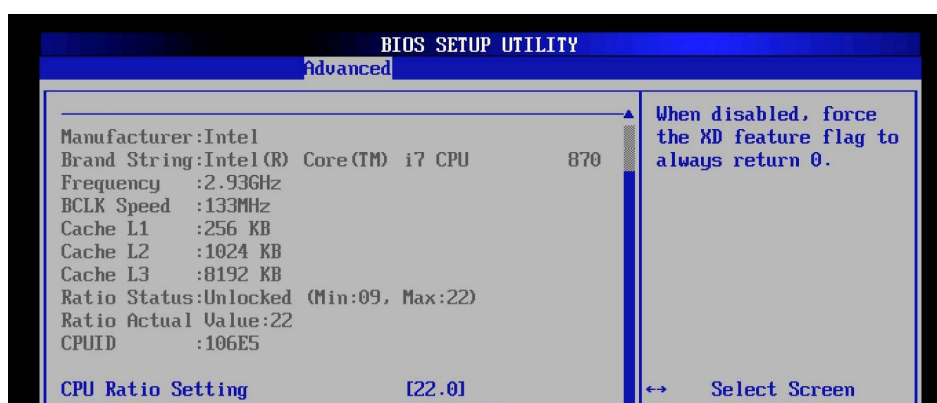 BIOS SETUP UTILITY
Advanced
Manufacturer:Intel
Brand String:Intel(R) Core(TM) i7 CPU 870
Frequency :2.93GHz
BCLK Speed :133MHz
Cache L1 :256 KB
Cache L2 :1024 KB
Cache L3 :8192 KB
Ratio Status:Unlocked (Min:09, Max:22)
Ratio Actual Value:22
CPUID :106E5
CPU Ratio Setting [22.0]
When disabled, force
the XD feature flag to
always return 0.
↔ Select Screen